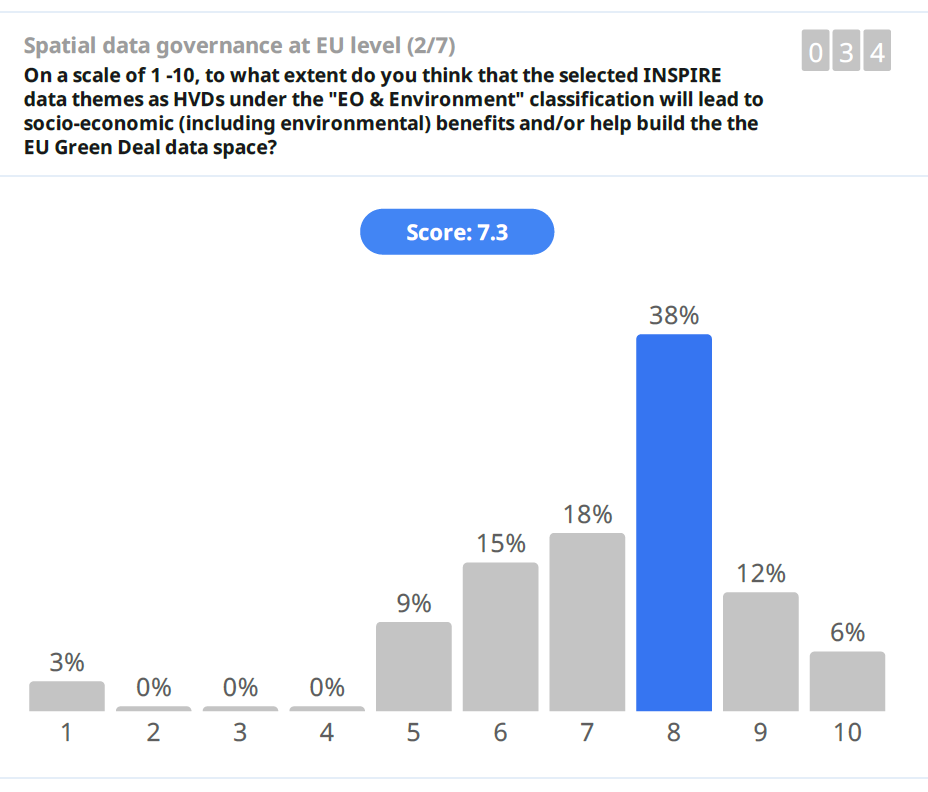 Spatial data governance at EU level (2/7)
0 3 4
On a scale of 1 -10, to what extent do you think that the selected INSPIRE
data themes as HVDs under the "EO & Environment" classification will lead to
socio-economic (including environmental) benefits and/or help build the the
EU Green Deal data space?
Score: 7.3
38%
18%
15%
12%
9%
6%
3%
0% 0% 0%
1 2 3 4 5 6 7 8 9 10